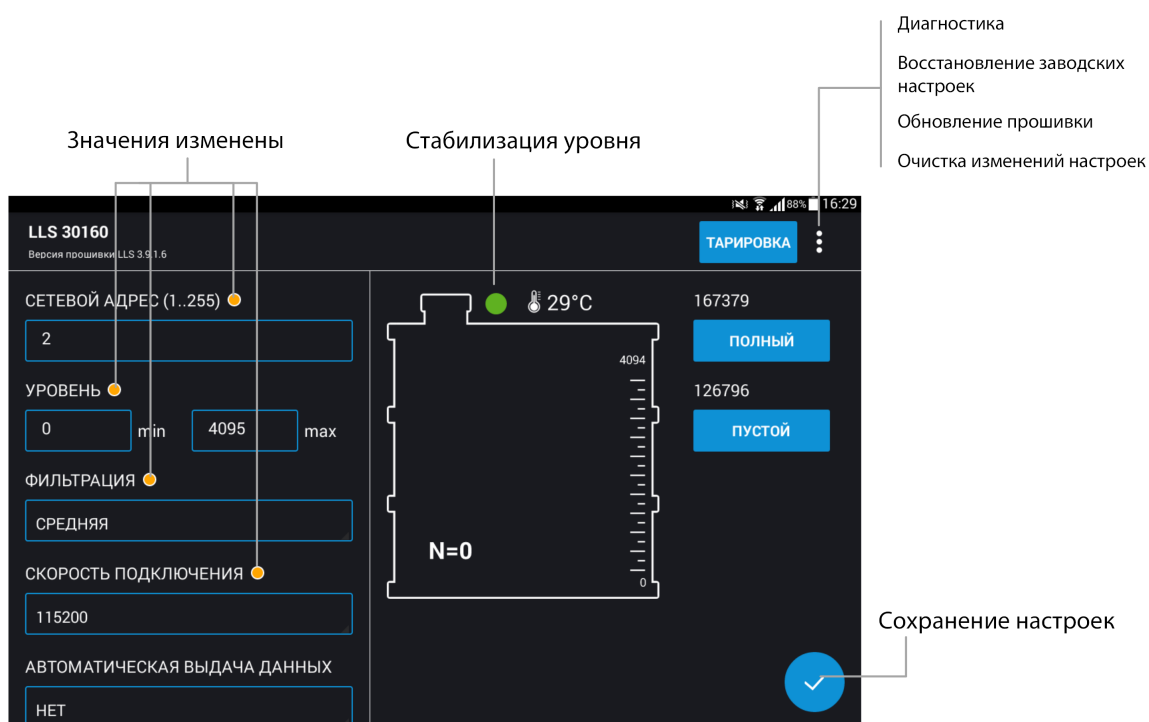 Диагностика
Восстановление заводских
настроек
Обновление прошивки
Очистка изменений настроек
Значения изменены
Стабилизация уровня
88% 16:29
LLS 30160
Версия прошивки LLS 3.9.1.6
ТАРИРОВКА
СЕТЕВОЙ АДРЕС (1..255)
2
УРОВЕНЬ
0 min 4095 max
ФИЛЬТРАЦИЯ
СРЕДНЯЯ
СКОРОСТЬ ПОДКЛЮЧЕНИЯ
115200
АВТОМАТИЧЕСКАЯ ВЫДАЧА ДАННЫХ
НЕТ
29°C
4094
N=0
0
167379
ПОЛНЫЙ
126796
ПУСТОЙ
Сохранение настроек